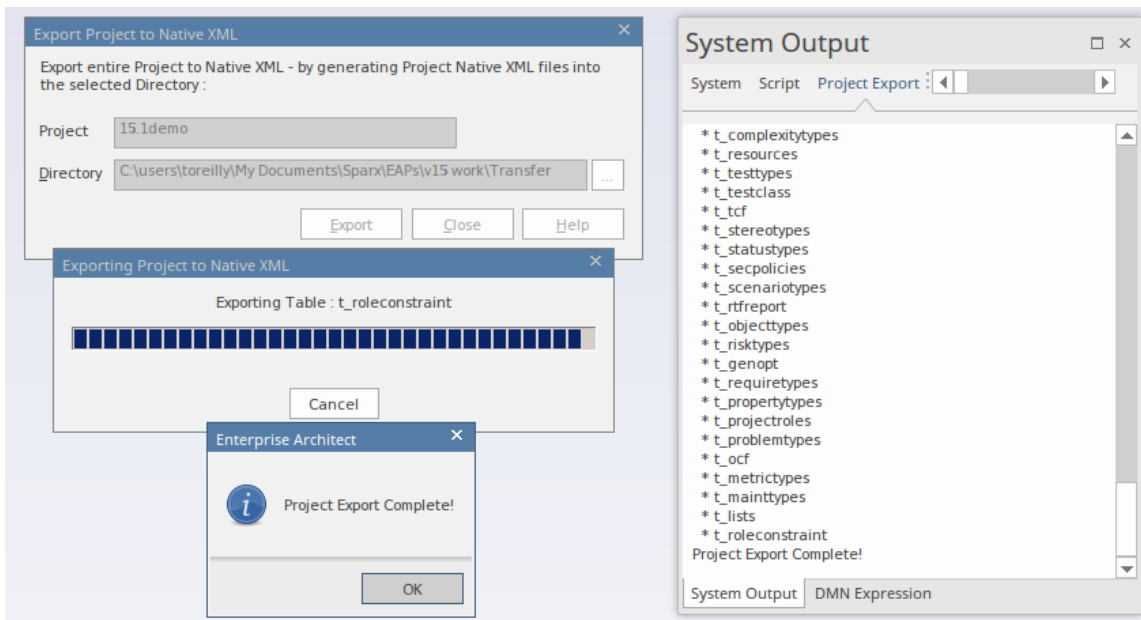 Export Project to Native XML
Export entire Project to Native XML - by generating Project Native XML files into
the selected Directory :
Project
15.1demo
Directory
C:\users\toreilly\My Documents\Sparx\EAPs\v15 work\Transfer
...
Export
Close
Help
Exporting Project to Native XML
Exporting Table : t_roleconstraint
Cancel
Enterprise Architect
Project Export Complete!
OK
System Output
System Script Project Export
* t_complexitytypes
* t_resources
* t_testtypes
* t_testclass
* t_tcf
* t_stereotypes
* t_statustypes
* t_secpolicies
* t_scenariotypes
* t_rtfreport
* t_objecttypes
* t_risktypes
* t_genopt
* t_requiretypes
* t_propertytypes
* t_projectroles
* t_problemtypes
* t_ocf
* t_metrictypes
* t_mainttypes
* t_lists
* t_roleconstraint
Project Export Complete!
System Output DMN Expression